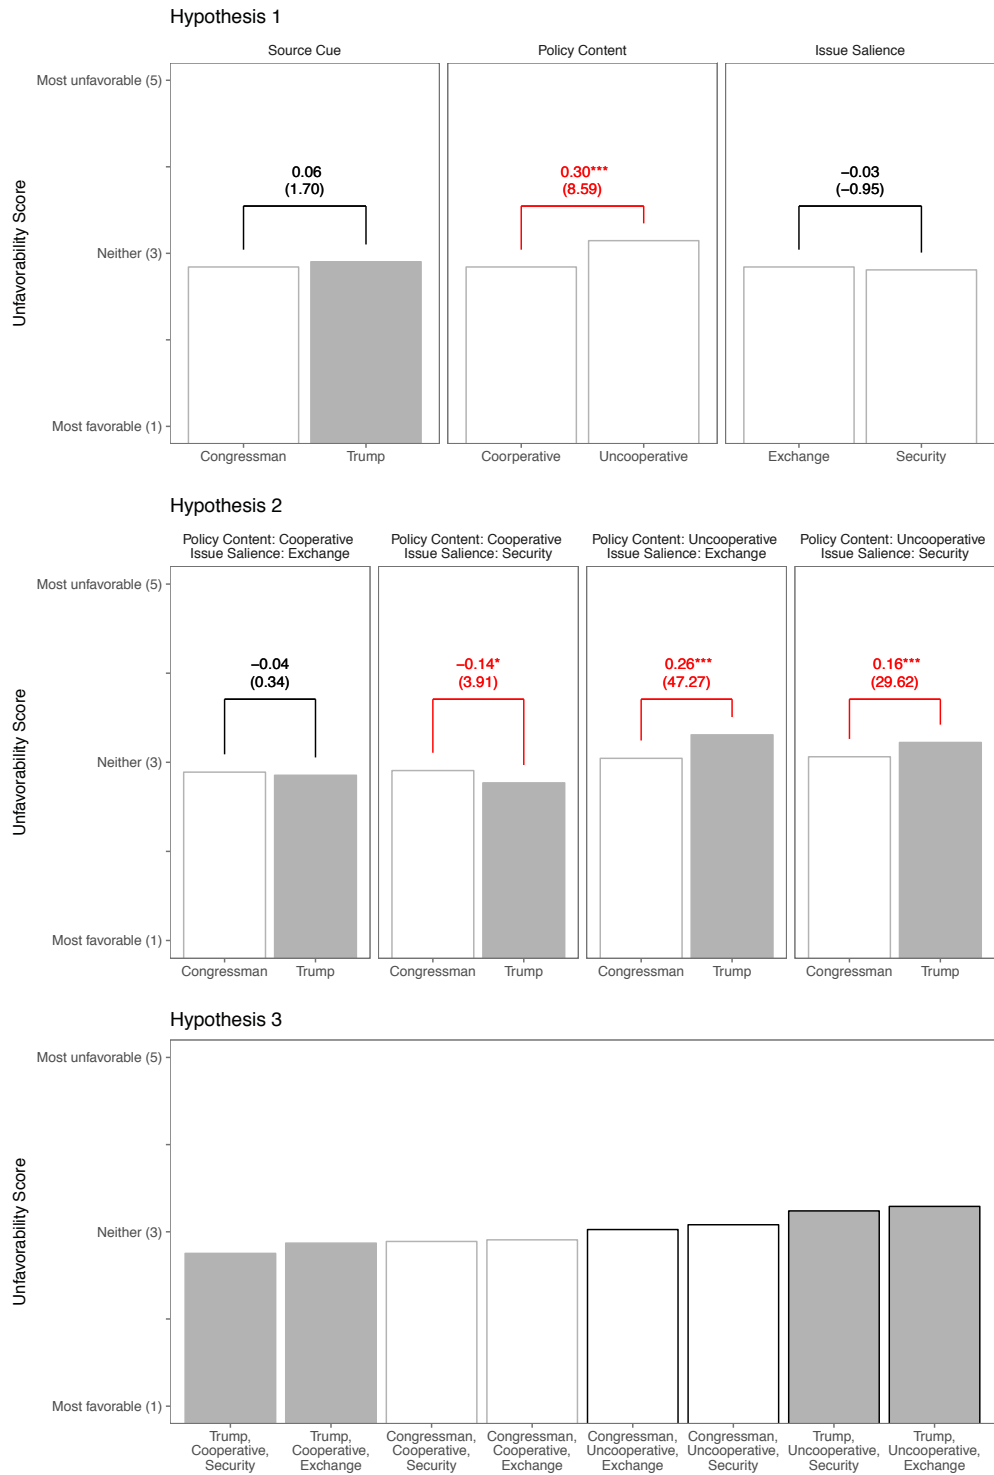 Hypothesis 1
Source Cue
Policy Content
Issue Salience
Unfavorability Score
Most unfavorable (5)
Neither (3)
Most favorable (1)
0.06
(1.70)
0.30***
(8.59)
−0.03
(−0.95)
Congressman
Trump
Coorperative
Uncooperative
Exchange
Security
Hypothesis 2
Policy Content: Cooperative
Issue Salience: Exchange
Policy Content: Cooperative
Issue Salience: Security
Policy Content: Uncooperative
Issue Salience: Exchange
Policy Content: Uncooperative
Issue Salience: Security
Unfavorability Score
Most unfavorable (5)
Neither (3)
Most favorable (1)
−0.04
(0.34)
−0.14*
(3.91)
0.26***
(47.27)
0.16***
(29.62)
Congressman
Trump
Congressman
Trump
Congressman
Trump
Congressman
Trump
Hypothesis 3
Unfavorability Score
Most unfavorable (5)
Neither (3)
Most favorable (1)
Trump,
Cooperative,
Security
Trump,
Cooperative,
Exchange
Congressman,
Cooperative,
Security
Congressman,
Cooperative,
Exchange
Congressman,
Uncooperative,
Exchange
Congressman,
Uncooperative,
Security
Trump,
Uncooperative,
Security
Trump,
Uncooperative,
Exchange